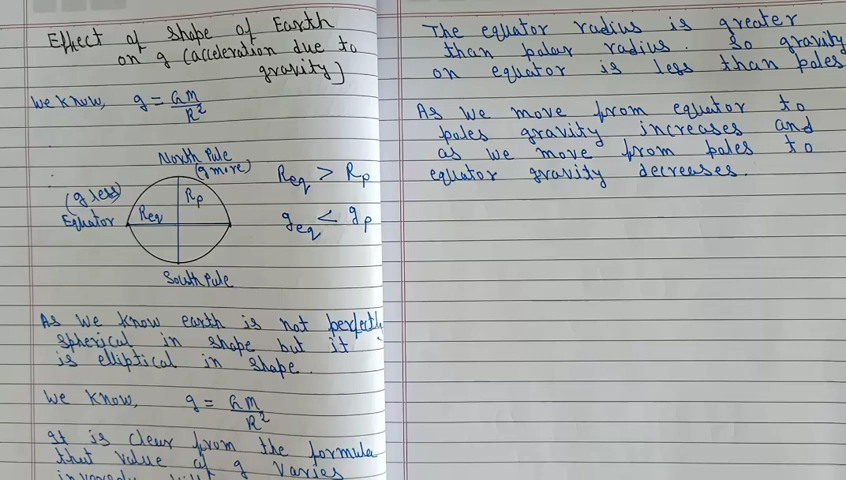 Effect of shape of Earth
on g (acceleration due to
gravity)
We know, g = GM/R²
North Pole
(g more)
(g less)
Equator
Req
Rp
South Pole
Req > Rp
geq < gp
As we know earth is not perfectly
spherical in shape but it
is elliptical in shape.
We know, g = GM/R²
It is clear from the formula
that value of g varies
The equator radius is greater
than polar radius. So gravity
on equator is less than poles
As we move from equator to
poles gravity increases and
as we move from poles to
equator gravity decreases.